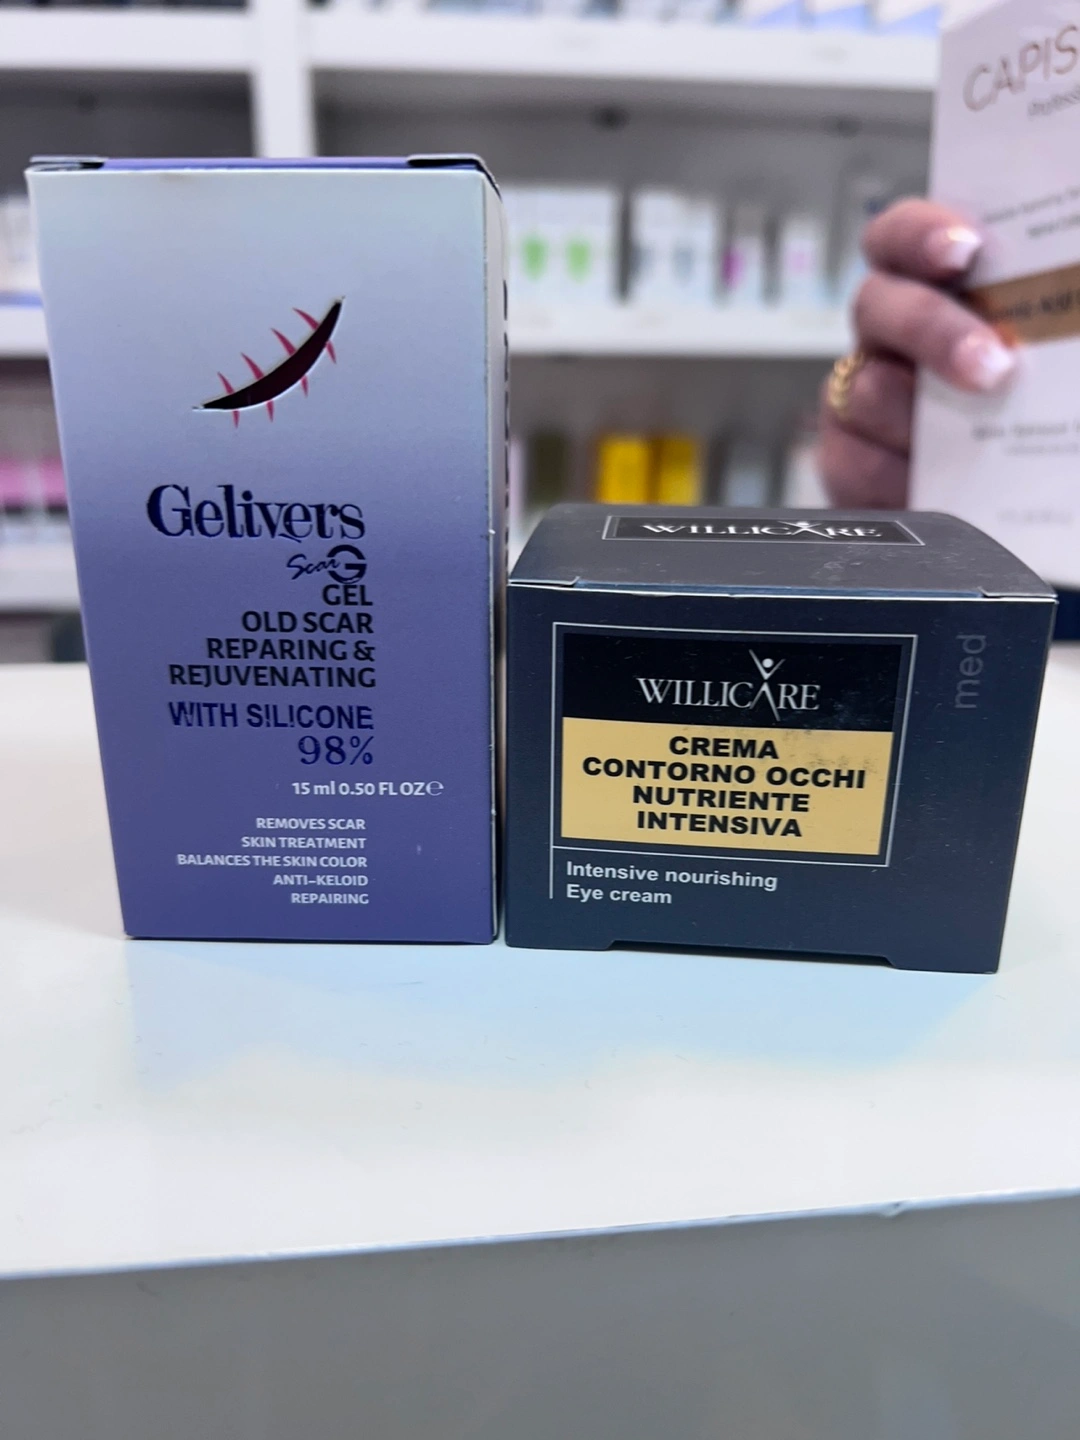 Gelivers
Scar G
GEL
OLD SCAR
REPARING &
REJUVENATING
WITH SILICONE
98%
15 ml 0.50 FL OZ ℮
REMOVES SCAR
SKIN TREATMENT
BALANCES THE SKIN COLOR
ANTI-KELOID
REPAIRING
WILLICARE
med
WILLICARE
CREMA
CONTORNO OCCHI
NUTRIENTE
INTENSIVA
Intensive nourishing
Eye cream
CAPIS